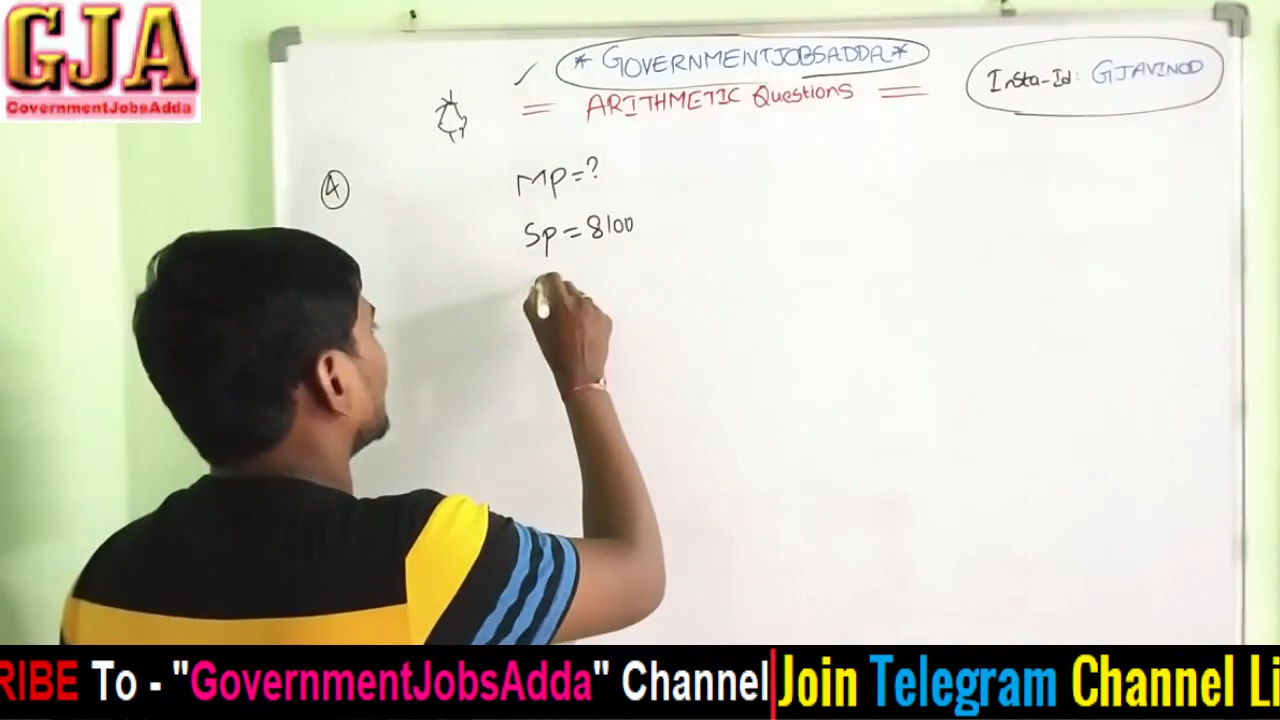 GJA
GovernmentJobsAdda
* GOVERNMENTJOBSADDA *
Insta-Id: GJAVINOD
= ARITHMETIC Questions =
4
MP = ?
SP = 8100
RIBE To - "GovernmentJobsAdda" Channel
Join Telegram Channel Li